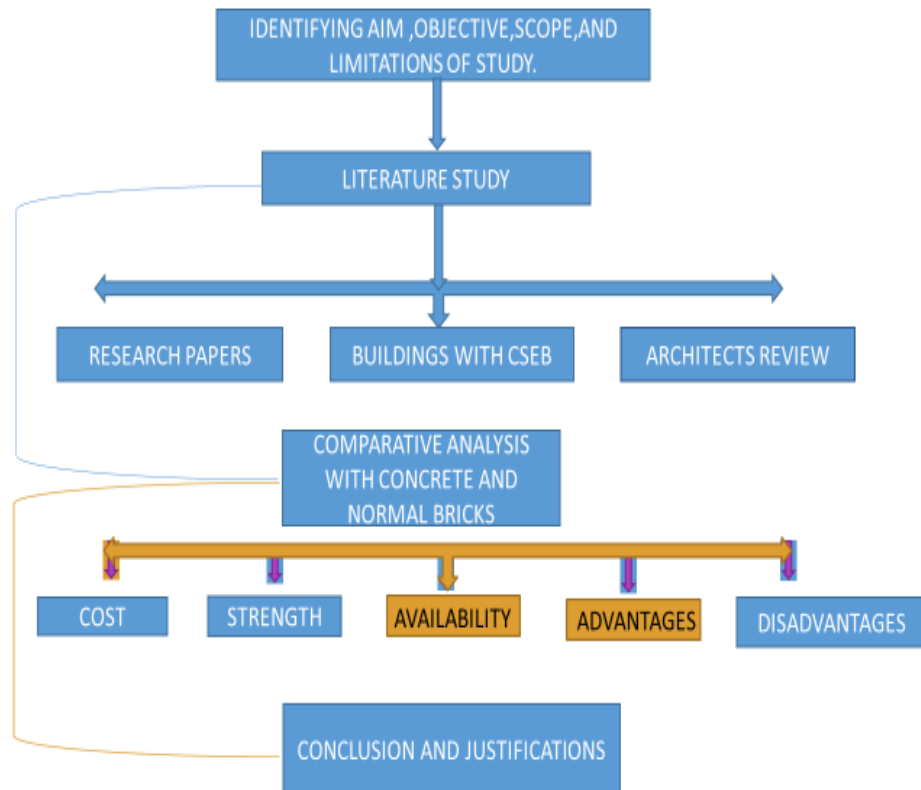 IDENTIFYING AIM ,OBJECTIVE,SCOPE,AND
LIMITATIONS OF STUDY.
LITERATURE STUDY
RESEARCH PAPERS
BUILDINGS WITH CSEB
ARCHITECTS REVIEW
COMPARATIVE ANALYSIS
WITH CONCRETE AND
NORMAL BRICKS
COST
STRENGTH
AVAILABILITY
ADVANTAGES
DISADVANTAGES
CONCLUSION AND JUSTIFICATIONS